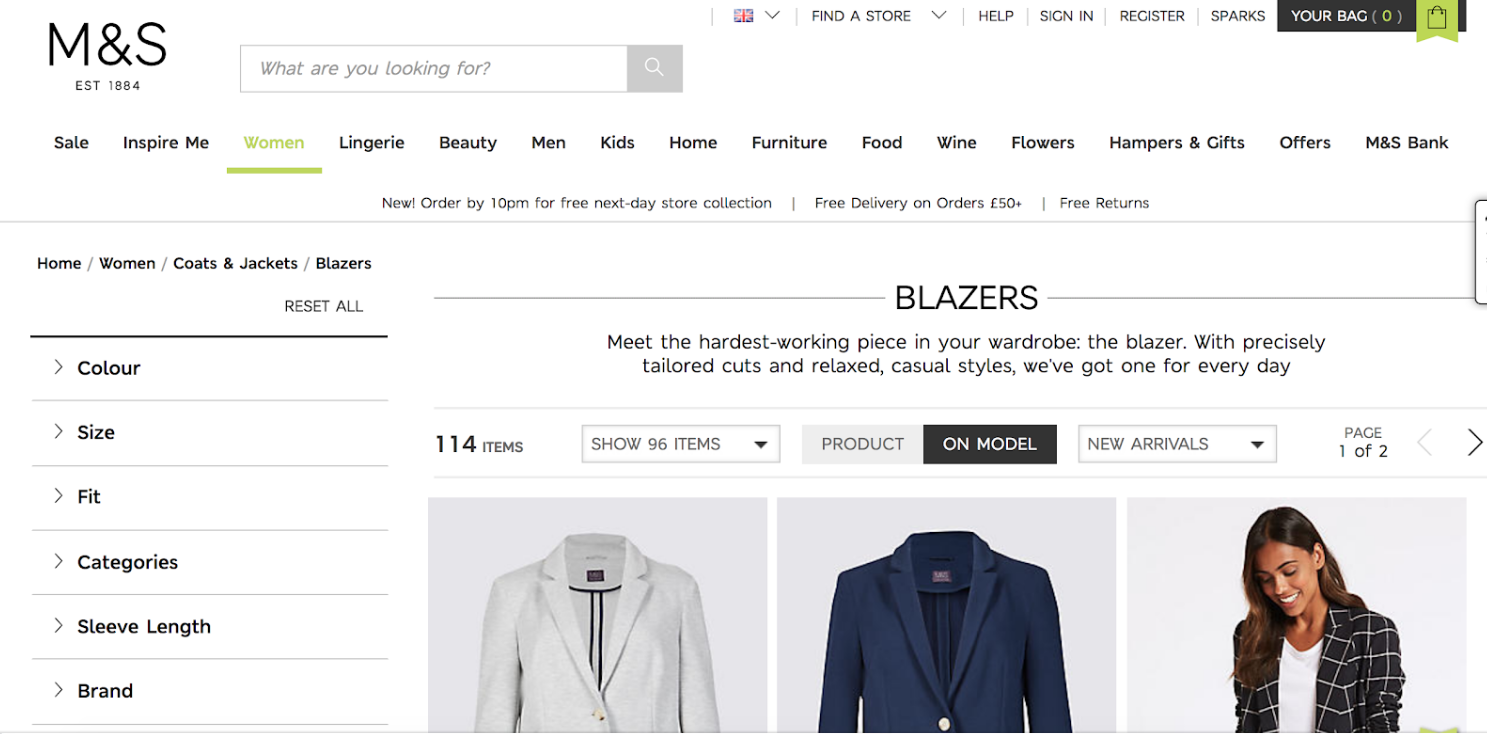 FIND A STORE
HELP
SIGN IN
REGISTER
SPARKS
YOUR BAG ( 0 )
M&S
EST 1884
What are you looking for?
Sale
Inspire Me
Women
Lingerie
Beauty
Men
Kids
Home
Furniture
Food
Wine
Flowers
Hampers & Gifts
Offers
M&S Bank
New! Order by 10pm for free next-day store collection | Free Delivery on Orders £50+ | Free Returns
Home / Women / Coats & Jackets / Blazers
RESET ALL
Colour
Size
Fit
Categories
Sleeve Length
Brand
BLAZERS
Meet the hardest-working piece in your wardrobe: the blazer. With precisely
tailored cuts and relaxed, casual styles, we've got one for every day
114 ITEMS
SHOW 96 ITEMS
PRODUCT
ON MODEL
NEW ARRIVALS
PAGE
1 of 2
M&S
M&S